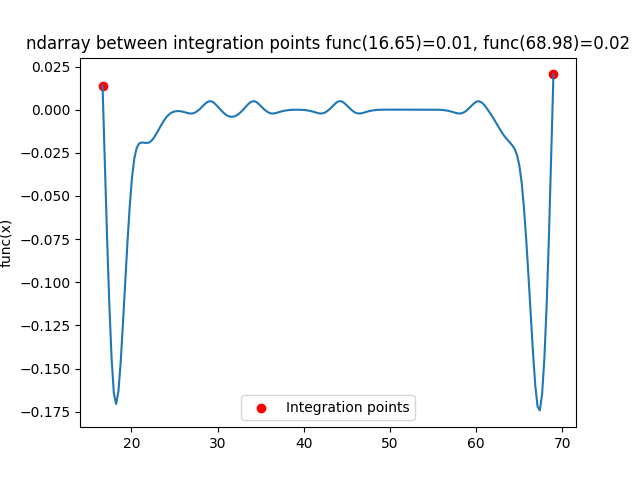 ndarray between integration points func(16.65)=0.01, func(68.98)=0.02
func(x)
0.025
0.000
−0.025
−0.050
−0.075
−0.100
−0.125
−0.150
−0.175
Integration points
20 30 40 50 60 70